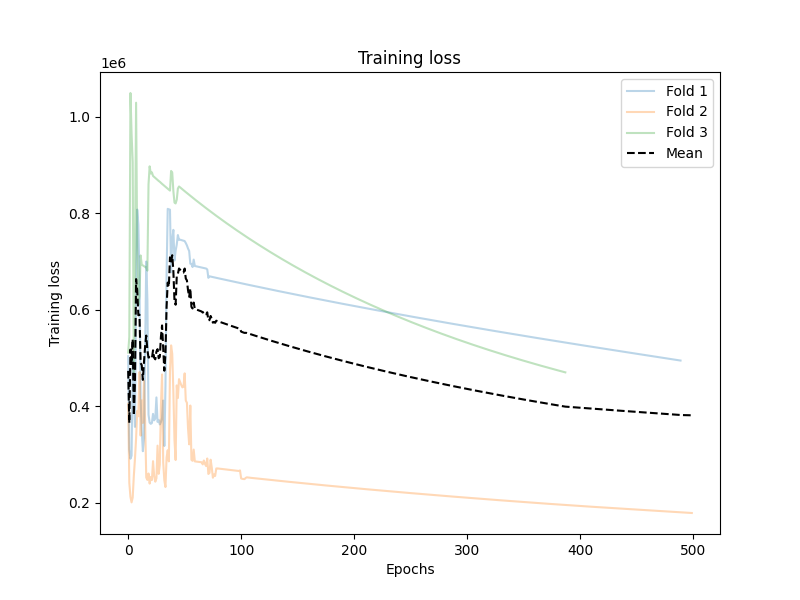 Training loss
1e6
Fold 1
Fold 2
Fold 3
Mean
1.0
0.8
0.6
0.4
0.2
Training loss
0 100 200 300 400 500
Epochs